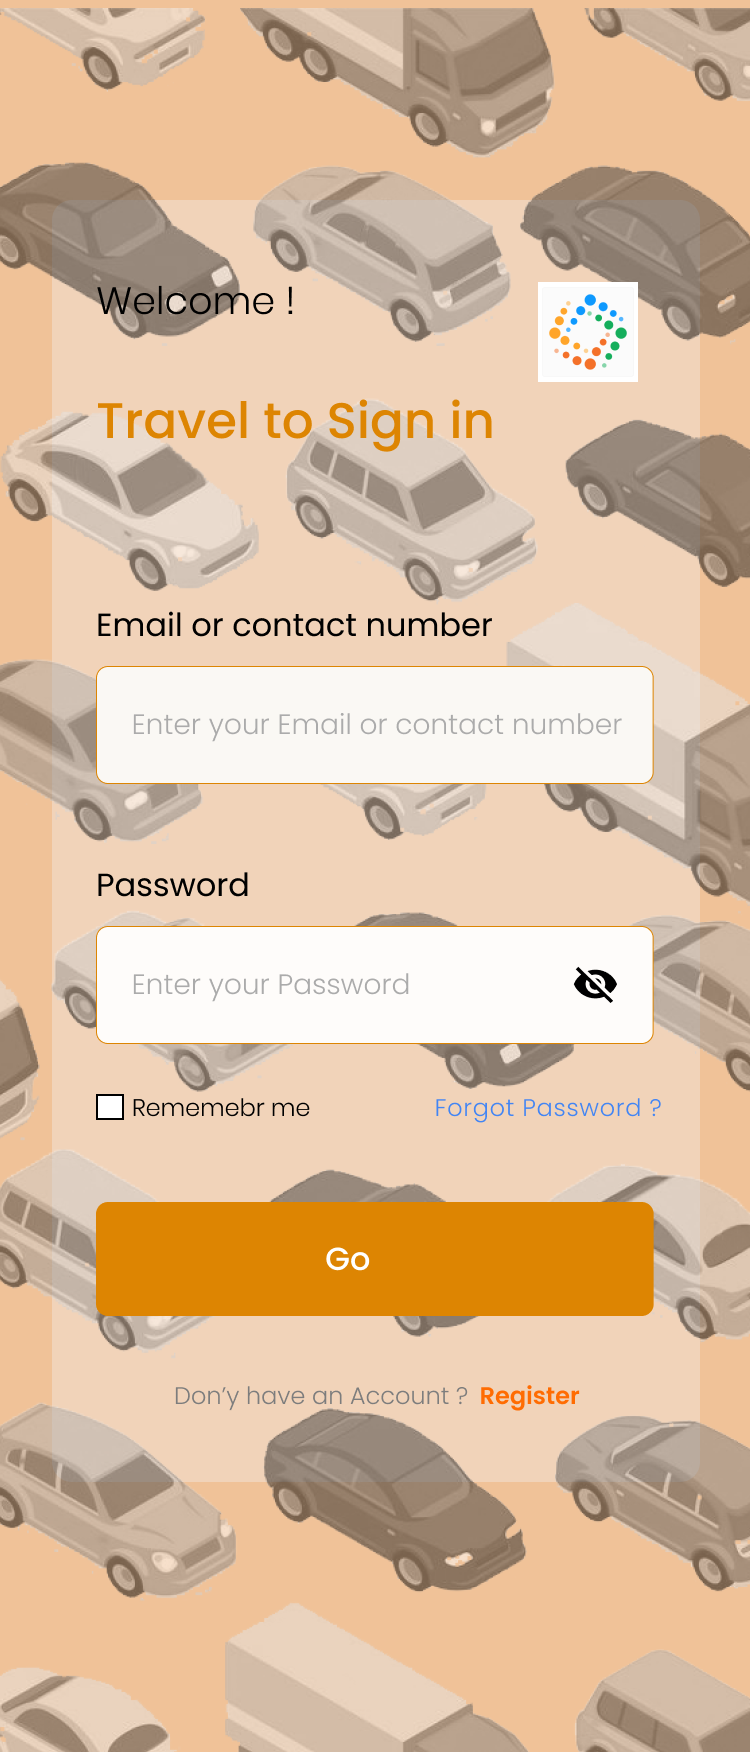 Welcome !
Travel to Sign in
Email or contact number
Enter your Email or contact number
Password
Enter your Password
Rememebr me
Forgot Password ?
Go
Don’y have an Account ? Register